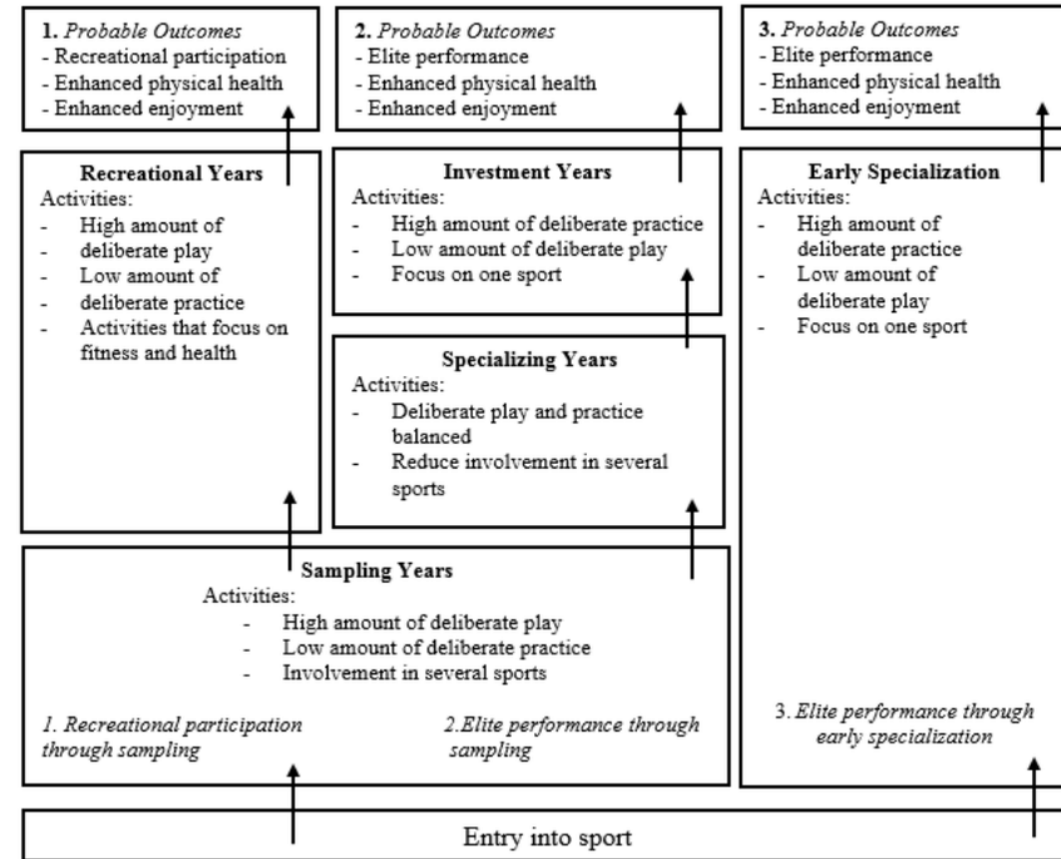 1. Probable Outcomes
- Recreational participation
- Enhanced physical health
- Enhanced enjoyment
2. Probable Outcomes
- Elite performance
- Enhanced physical health
- Enhanced enjoyment
3. Probable Outcomes
- Elite performance
- Enhanced physical health
- Enhanced enjoyment
Recreational Years
Activities:
- High amount of
- deliberate play
- Low amount of
- deliberate practice
- Activities that focus on
fitness and health
Investment Years
Activities:
- High amount of deliberate practice
- Low amount of deliberate play
- Focus on one sport
Early Specialization
Activities:
- High amount of
deliberate practice
- Low amount of
deliberate play
- Focus on one sport
Specializing Years
Activities:
- Deliberate play and practice
balanced
- Reduce involvement in several
sports
Sampling Years
Activities:
- High amount of deliberate play
- Low amount of deliberate practice
- Involvement in several sports
1. Recreational participation
through sampling
2.Elite performance through
sampling
3. Elite performance through
early specialization
Entry into sport